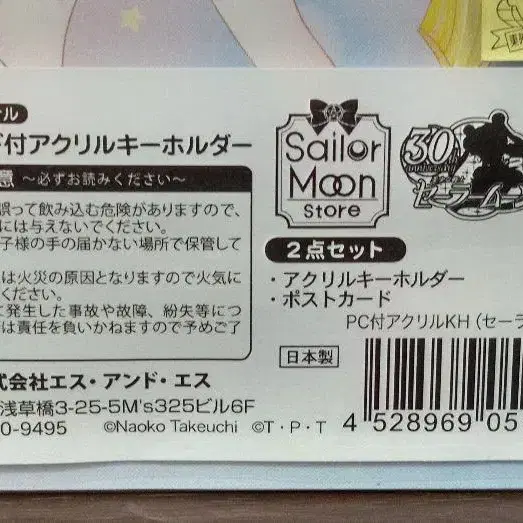 ル
付アクリルキーホルダー
意 ～必ずお読みください～
誤って飲み込む危険がありますので、
には与えないでください。
子様の手の届かない場所で保管して
は火災の原因となりますので火気に
ください。
に発生した事故や故障、紛失等につ
は責任を負いかねますので予めご了
式会社エス・アンド・エス
浅草橋3-25-5M's325ビル6F
0-9495
©Naoko Takeuchi ©T・P・T
Sailor
Moon
Store
30
anniversary
セーラームーン
2点セット
・アクリルキーホルダー
・ポストカード
PC付アクリルKH (セーラ
日本製
4 528969 05